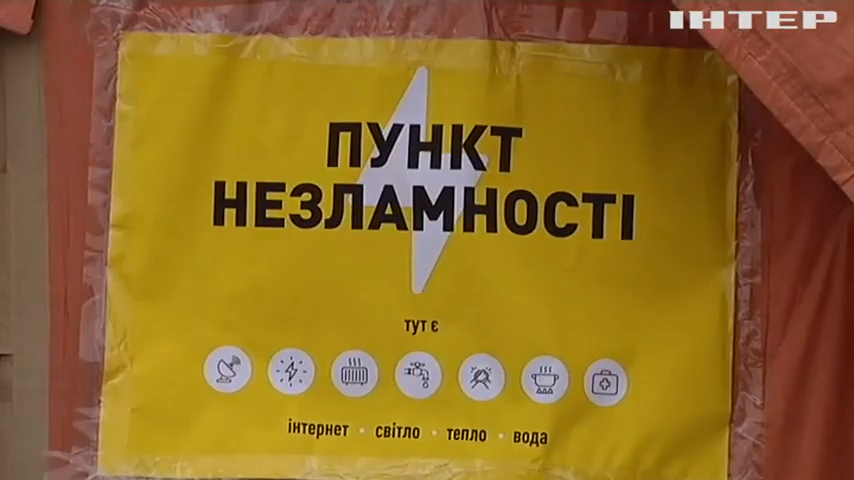 ІНТЕР
ПУНКТ
НЕЗЛАМНОСТІ
тут є
інтернет • світло • тепло • вода